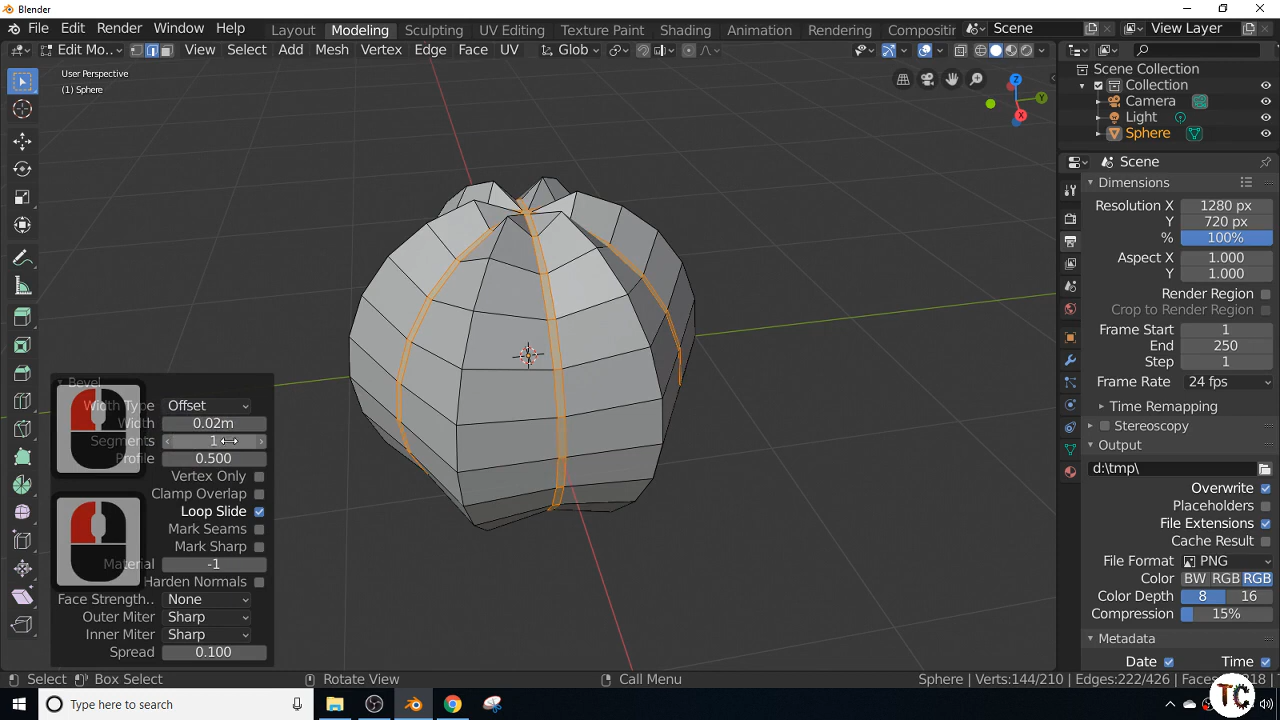 Blender
File Edit Render Window Help Layout Modeling Sculpting UV Editing Texture Paint Shading Animation Rendering Compositin Scene View Layer
Edit Mo... View Select Add Mesh Vertex Edge Face UV Glob
User Perspective
(1) Sphere
Z
Y
X
Scene Collection
Collection
Camera
Light
Sphere
Scene
Dimensions
Resolution X 1280 px
Y 720 px
% 100%
Aspect X 1.000
Y 1.000
Render Region
Crop to Render Region
Frame Start 1
End 250
Step 1
Frame Rate 24 fps
Time Remapping
Stereoscopy
Output
d:\tmp\
Overwrite
Placeholders
File Extensions
Cache Result
File Format PNG
Color BW RGB RGB
Color Depth 8 16
Compression 15%
Metadata
Date Time
Bevel
Width Type Offset
Width 0.02m
Segments 1
Profile 0.500
Vertex Only
Clamp Overlap
Loop Slide
Mark Seams
Mark Sharp
Material -1
Harden Normals
Face Strength.. None
Outer Miter Sharp
Inner Miter Sharp
Spread 0.100
Select Box Select Rotate View Call Menu Sphere | Verts:144/210 | Edges:222/426 | Faces
Type here to search
TC